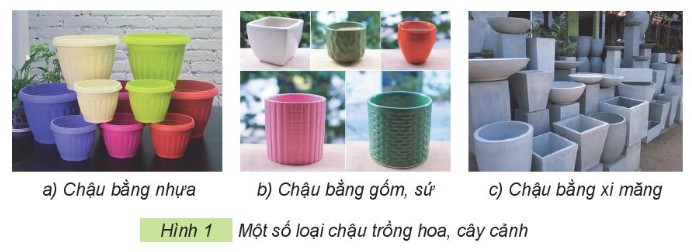 a) Chậu bằng nhựa
b) Chậu bằng gốm, sứ
c) Chậu bằng xi măng
Hình 1 Một số loại chậu trồng hoa, cây cảnh